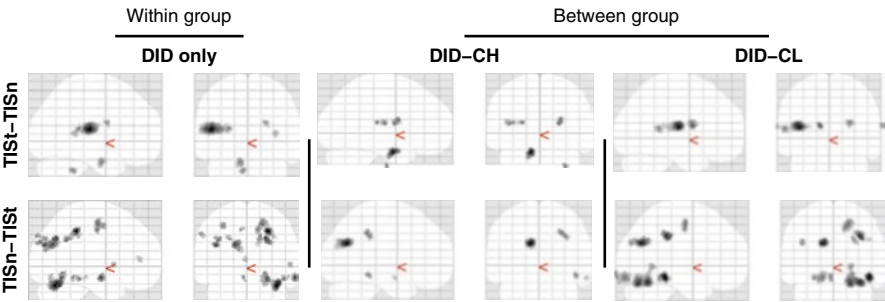 Within group
Between group
DID only
DID−CH
DID−CL
TISt−TISn
TISn−TISt